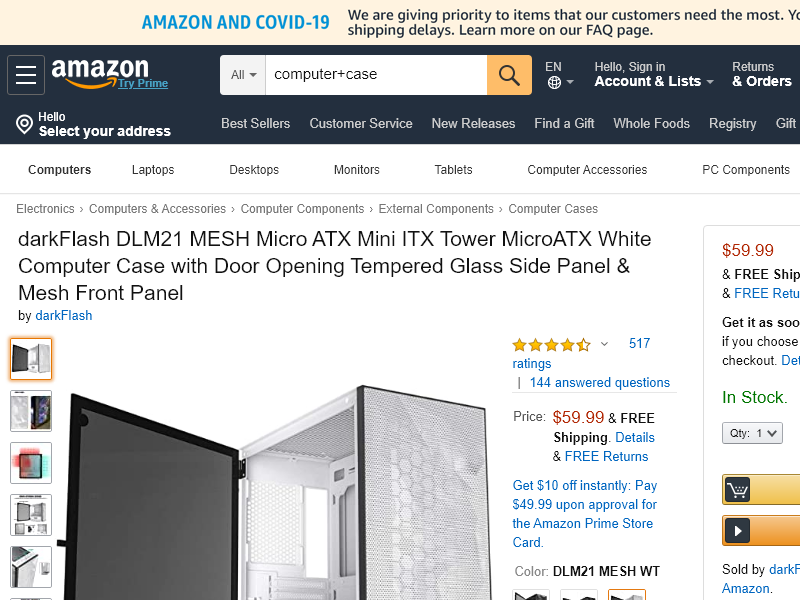 AMAZON AND COVID-19
We are giving priority to items that our customers need the most.
shipping delays. Learn more on our FAQ page.
amazon
Try Prime
All
computer+case
EN
Hello, Sign in
Account & Lists
Returns
& Orders
Hello
Select your address
Best Sellers
Customer Service
New Releases
Find a Gift
Whole Foods
Registry
Gift
Computers
Laptops
Desktops
Monitors
Tablets
Computer Accessories
PC Components
Electronics › Computers & Accessories › Computer Components › External Components › Computer Cases
darkFlash DLM21 MESH Micro ATX Mini ITX Tower MicroATX White
Computer Case with Door Opening Tempered Glass Side Panel &
Mesh Front Panel
by darkFlash
517
ratings
| 144 answered questions
Price: $59.99 & FREE
Shipping. Details
& FREE Returns
Get $10 off instantly: Pay
$49.99 upon approval for
the Amazon Prime Store
Card.
Color: DLM21 MESH WT
$59.99
& FREE Ship
& FREE Retu
Get it as soo
if you choose
checkout. Det
In Stock.
Qty: 1
Sold by darkF
Amazon.